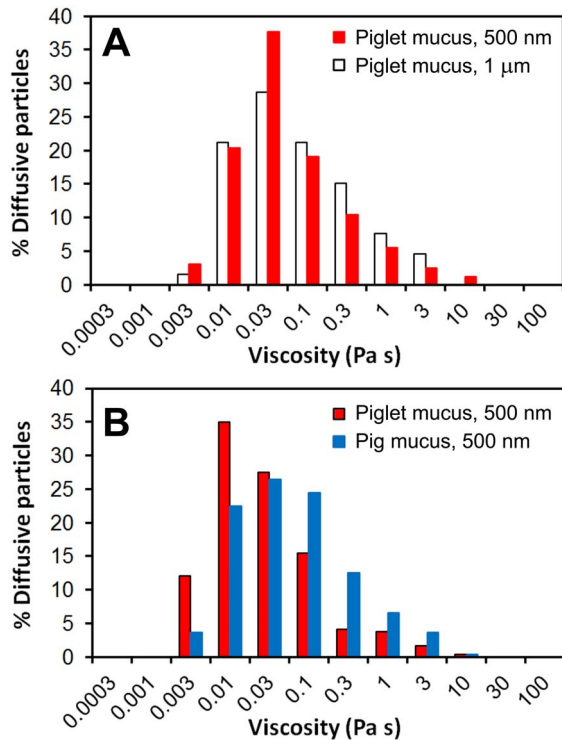 A
Piglet mucus, 500 nm
Piglet mucus, 1 μm
% Diffusive particles
40
35
30
25
20
15
10
5
0
0.0003 0.001 0.003 0.01 0.03 0.1 0.3 1 3 10 30 100
Viscosity (Pa s)
B
Piglet mucus, 500 nm
Pig mucus, 500 nm
% Diffusive particles
40
35
30
25
20
15
10
5
0
0.0003 0.001 0.003 0.01 0.03 0.1 0.3 1 3 10 30 100
Viscosity (Pa s)